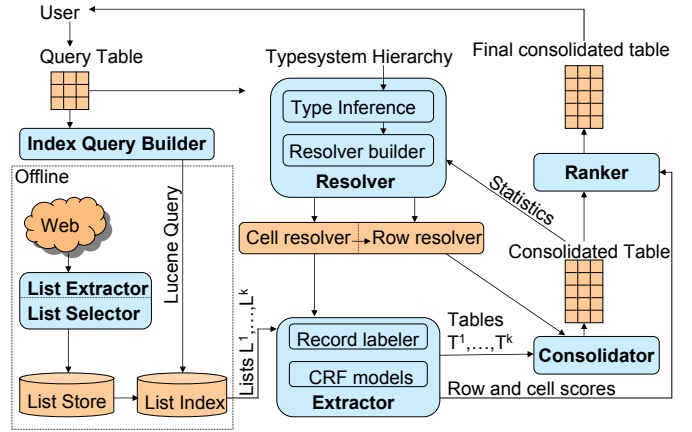 User
Query Table
Index Query Builder
Offline
Web
List Extractor
List Selector
List Store
List Index
Lucene Query
Lists L¹,…,Lᵏ
Typesystem Hierarchy
Type Inference
Resolver builder
Resolver
Cell resolver
Row resolver
Record labeler
CRF models
Extractor
Tables
T¹,…,Tᵏ
Row and cell scores
Statistics
Consolidator
Consolidated Table
Ranker
Final consolidated table